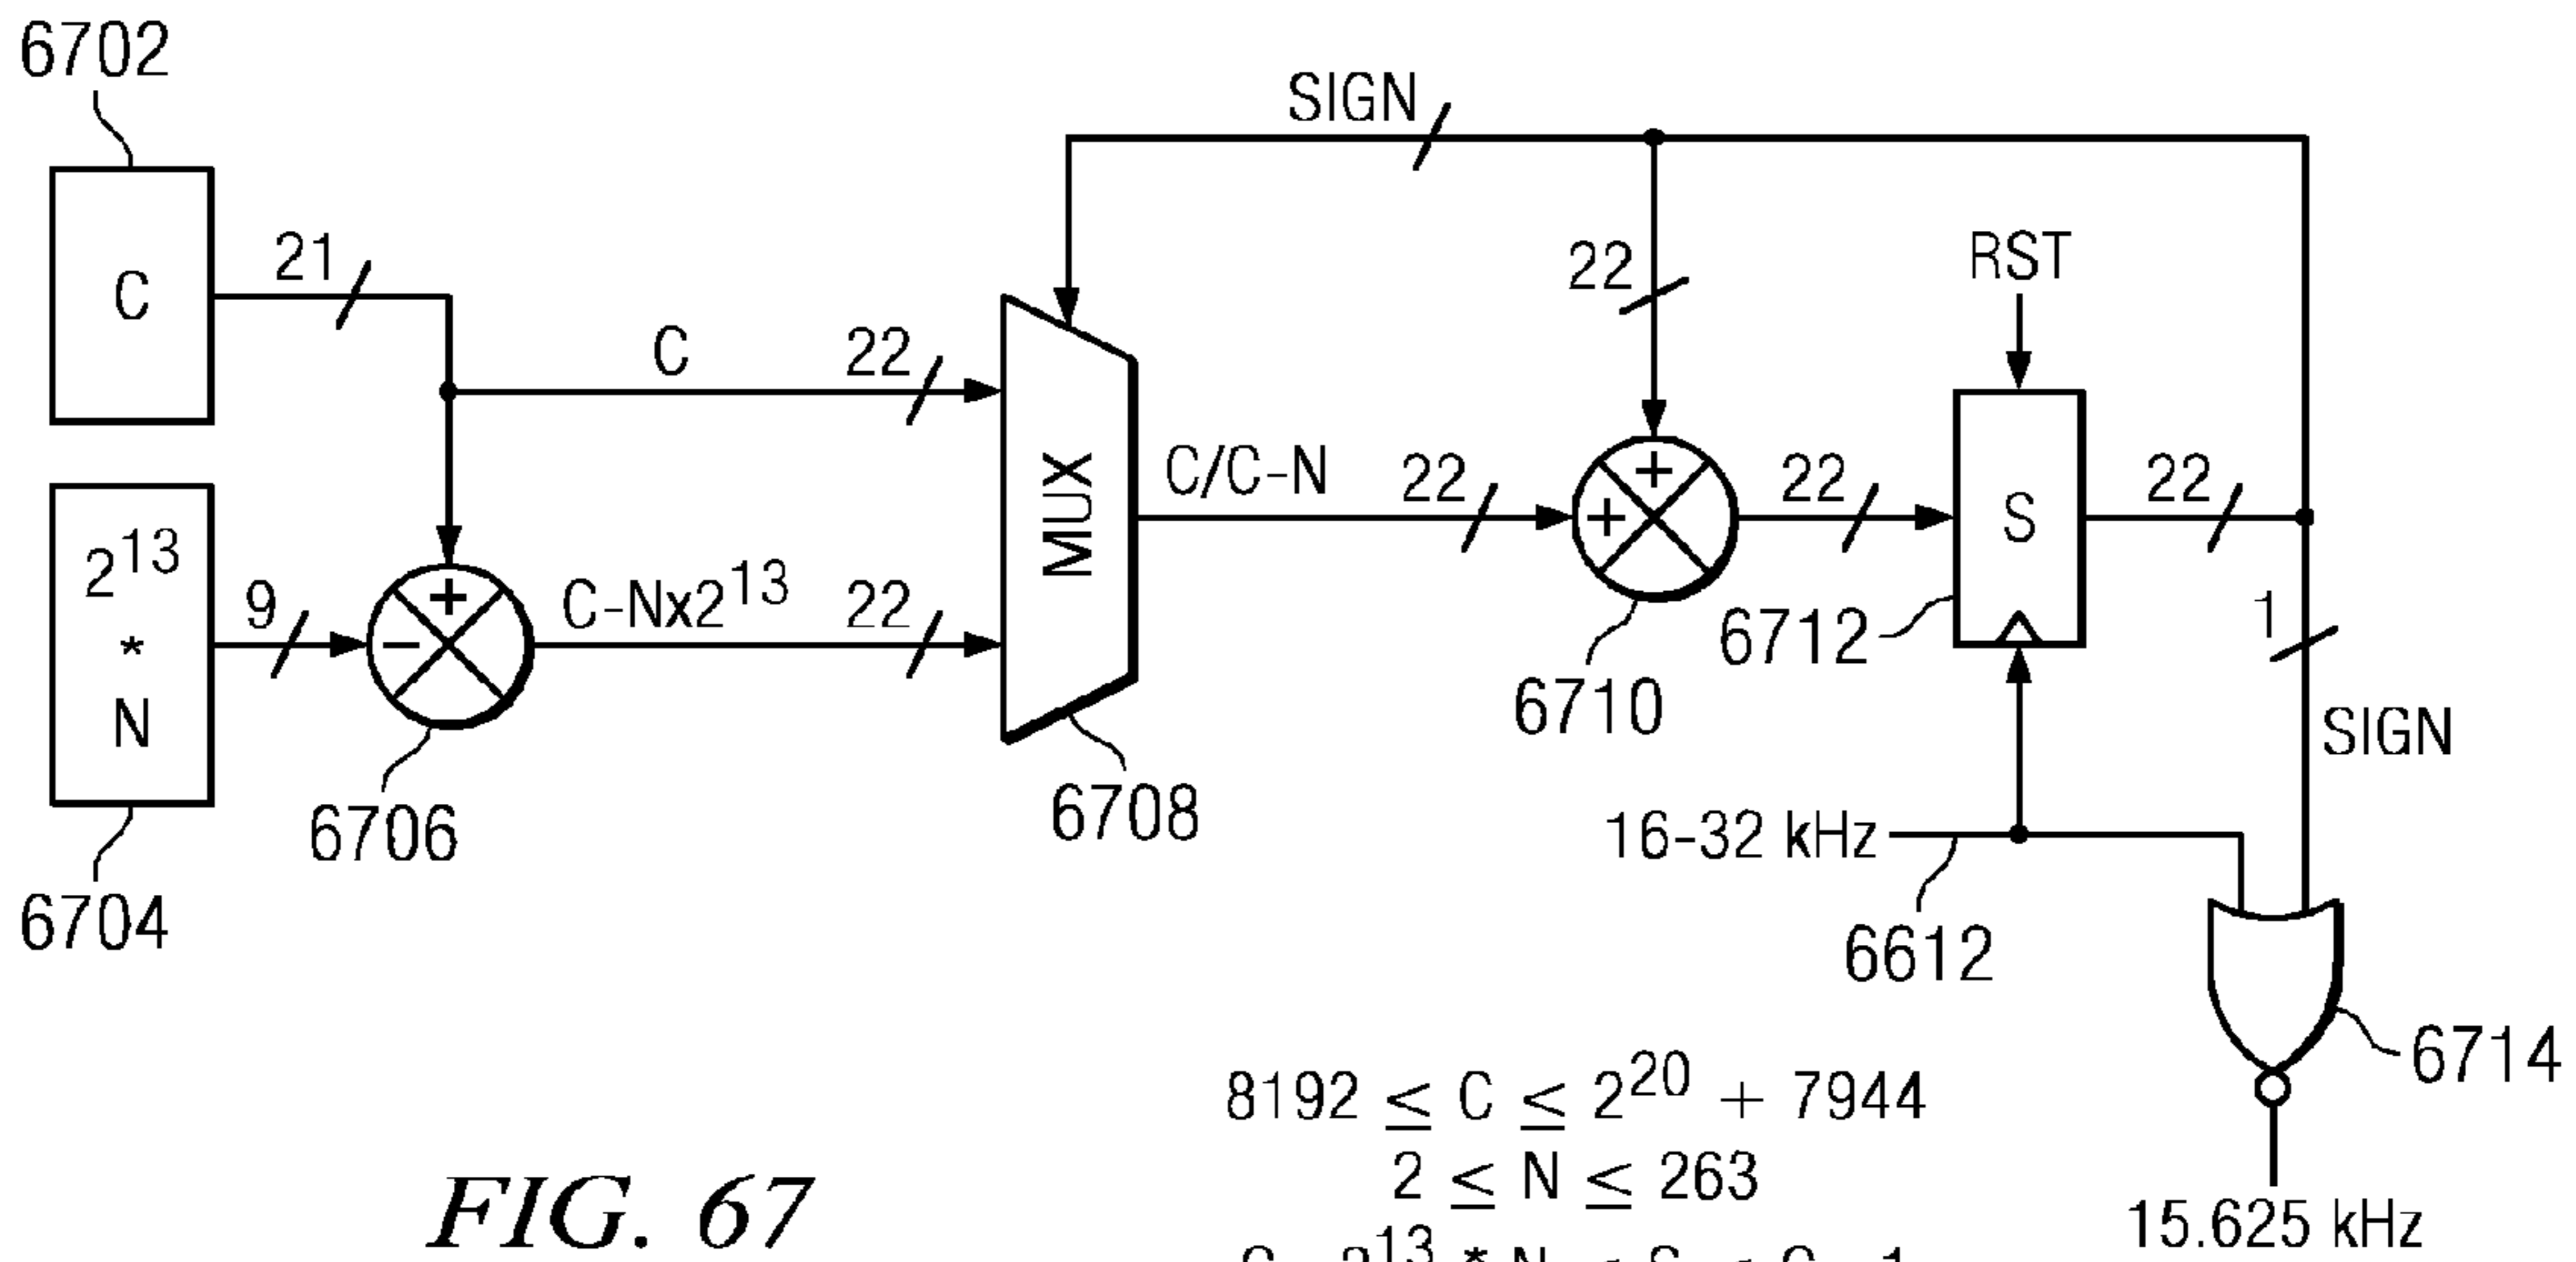 6702
SIGN
21
22
RST
C
C
22
C/C-N
22
22
22
S
MUX
2^13
*
N
9
C-Nx2^13
22
+
−
+
+
1
6712
6710
SIGN
6706
6708
16-32 kHz
6704
6612
6714
8192 ≤ C ≤ 2^20 + 7944
2 ≤ N ≤ 263
15.625 kHz
FIG. 67